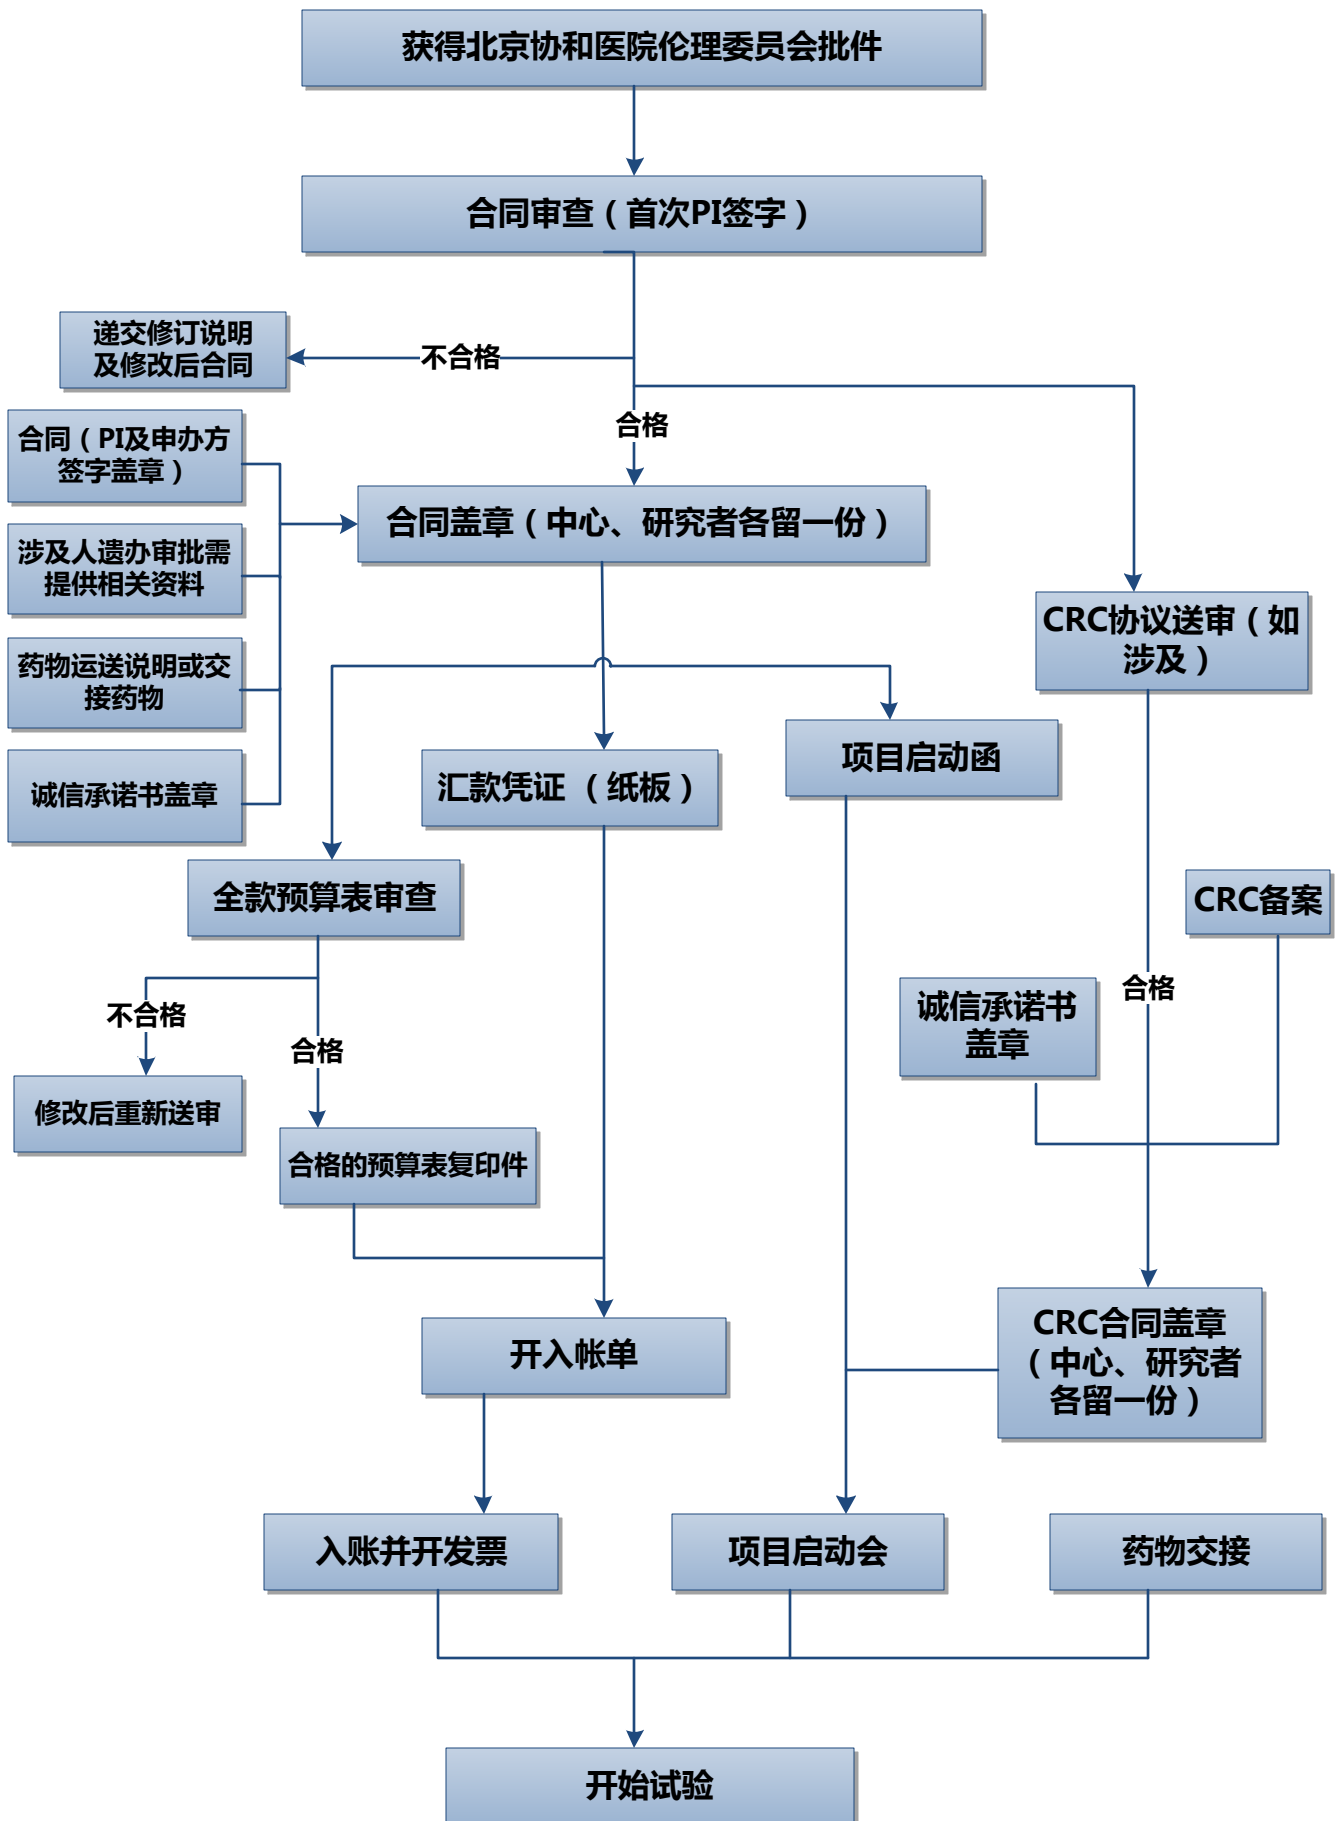 获得北京协和医院伦理委员会批件
合同审查（首次PI签字）
递交修订说明
及修改后合同
不合格
合格
合同（PI及申办方
签字盖章）
合同盖章（中心、研究者各留一份）
涉及人遗办审批需
提供相关资料
CRC协议送审（如
涉及）
药物运送说明或交
接药物
项目启动函
汇款凭证 （纸板）
诚信承诺书盖章
全款预算表审查
CRC备案
合格
诚信承诺书
盖章
不合格
合格
修改后重新送审
合格的预算表复印件
开入帐单
CRC合同盖章
（中心、研究者
各留一份）
入账并开发票
项目启动会
药物交接
开始试验